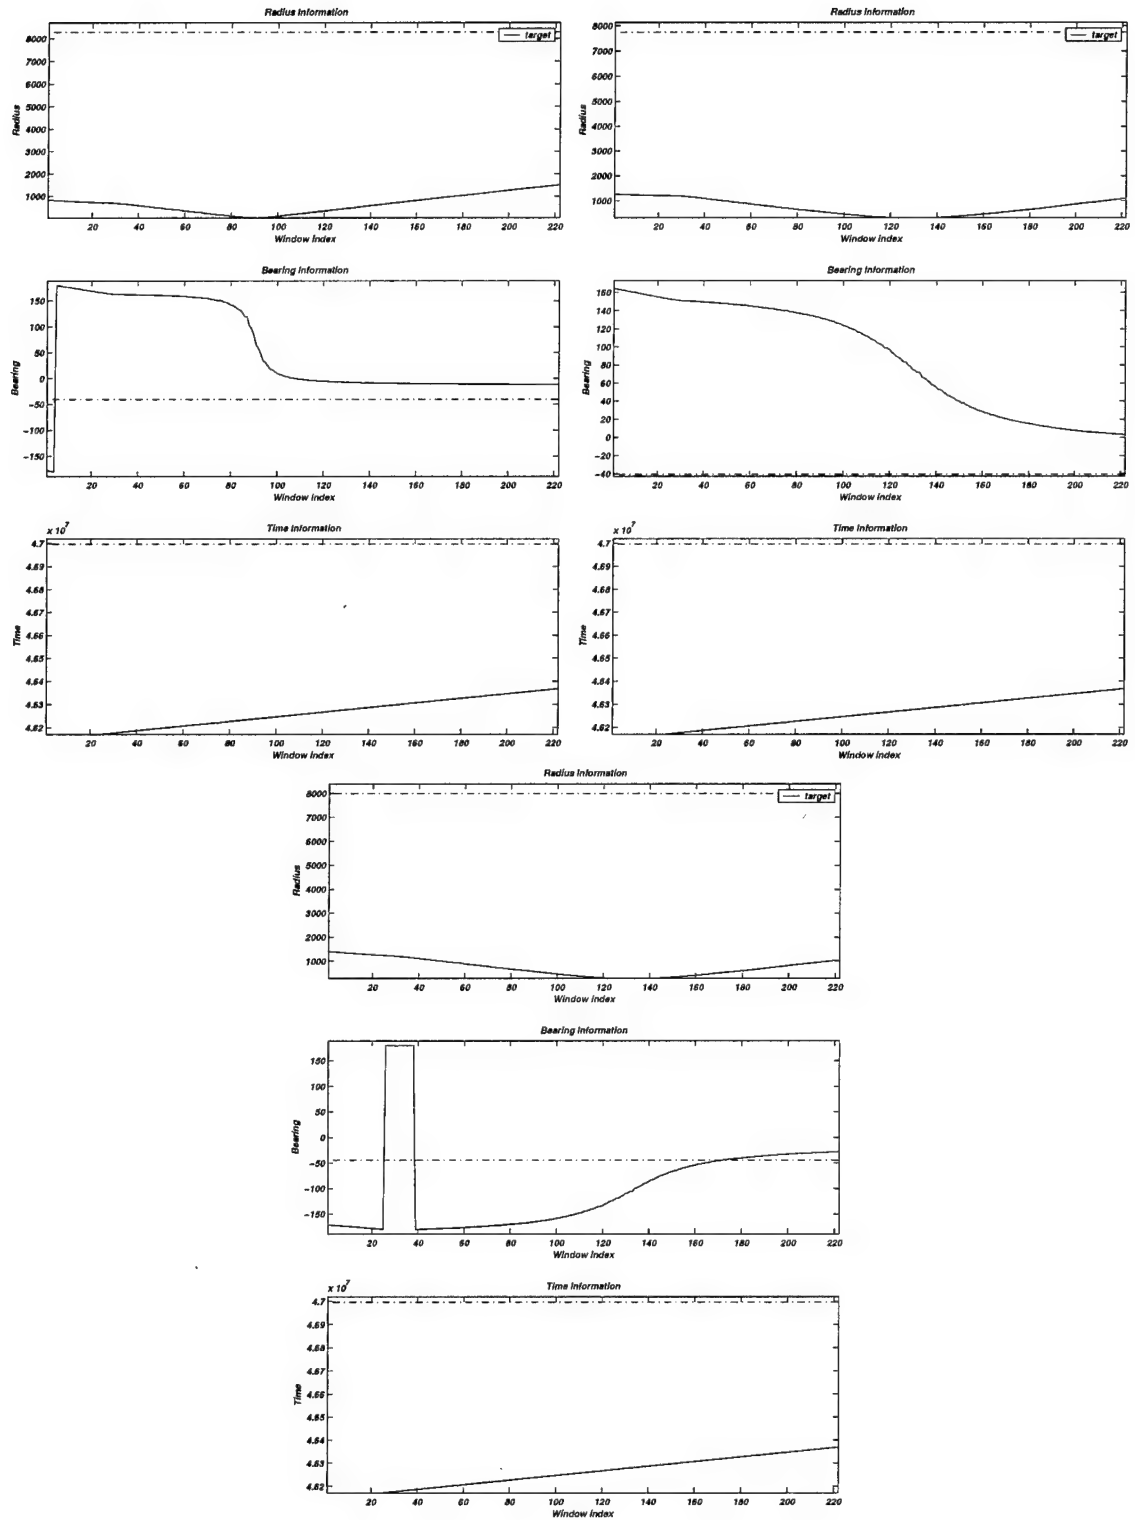 Radius Information
8000
7000
6000
5000
4000
3000
2000
1000
Radius
target
20 40 60 80 100 120 140 160 180 200 220
Window Index
Radius Information
8000
7000
6000
5000
4000
3000
2000
1000
Radius
target
20 40 60 80 100 120 140 160 180 200 220
Window Index
Bearing Information
150
100
50
0
-50
-100
-150
Bearing
20 40 60 80 100 120 140 160 180 200 220
Window Index
Bearing Information
160
140
120
100
80
60
40
20
0
-20
-40
Bearing
20 40 60 80 100 120 140 160 180 200 220
Window Index
x 10^7
Time Information
4.7
4.69
4.68
4.67
4.66
4.65
4.64
4.63
4.62
Time
20 40 60 80 100 120 140 160 180 200 220
Window Index
x 10^7
Time Information
4.7
4.69
4.68
4.67
4.66
4.65
4.64
4.63
4.62
Time
20 40 60 80 100 120 140 160 180 200 220
Window Index
Radius Information
8000
7000
6000
5000
4000
3000
2000
1000
Radius
target
20 40 60 80 100 120 140 160 180 200 220
Window Index
Bearing Information
150
100
50
0
-50
-100
-150
Bearing
20 40 60 80 100 120 140 160 180 200 220
Window Index
x 10^7
Time Information
4.7
4.69
4.68
4.67
4.66
4.65
4.64
4.63
4.62
Time
20 40 60 80 100 120 140 160 180 200 220
Window Index